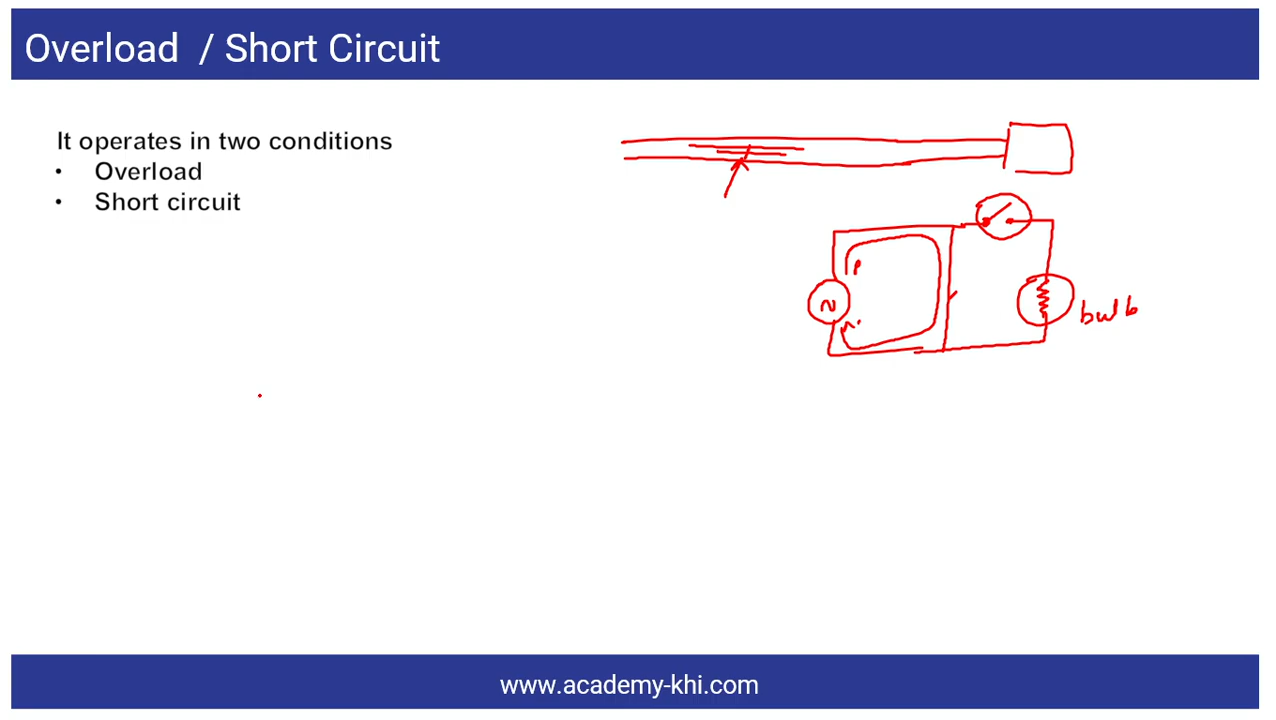 Overload / Short Circuit
It operates in two conditions
• Overload
• Short circuit
P
N
N
bulb
www.academy-khi.com